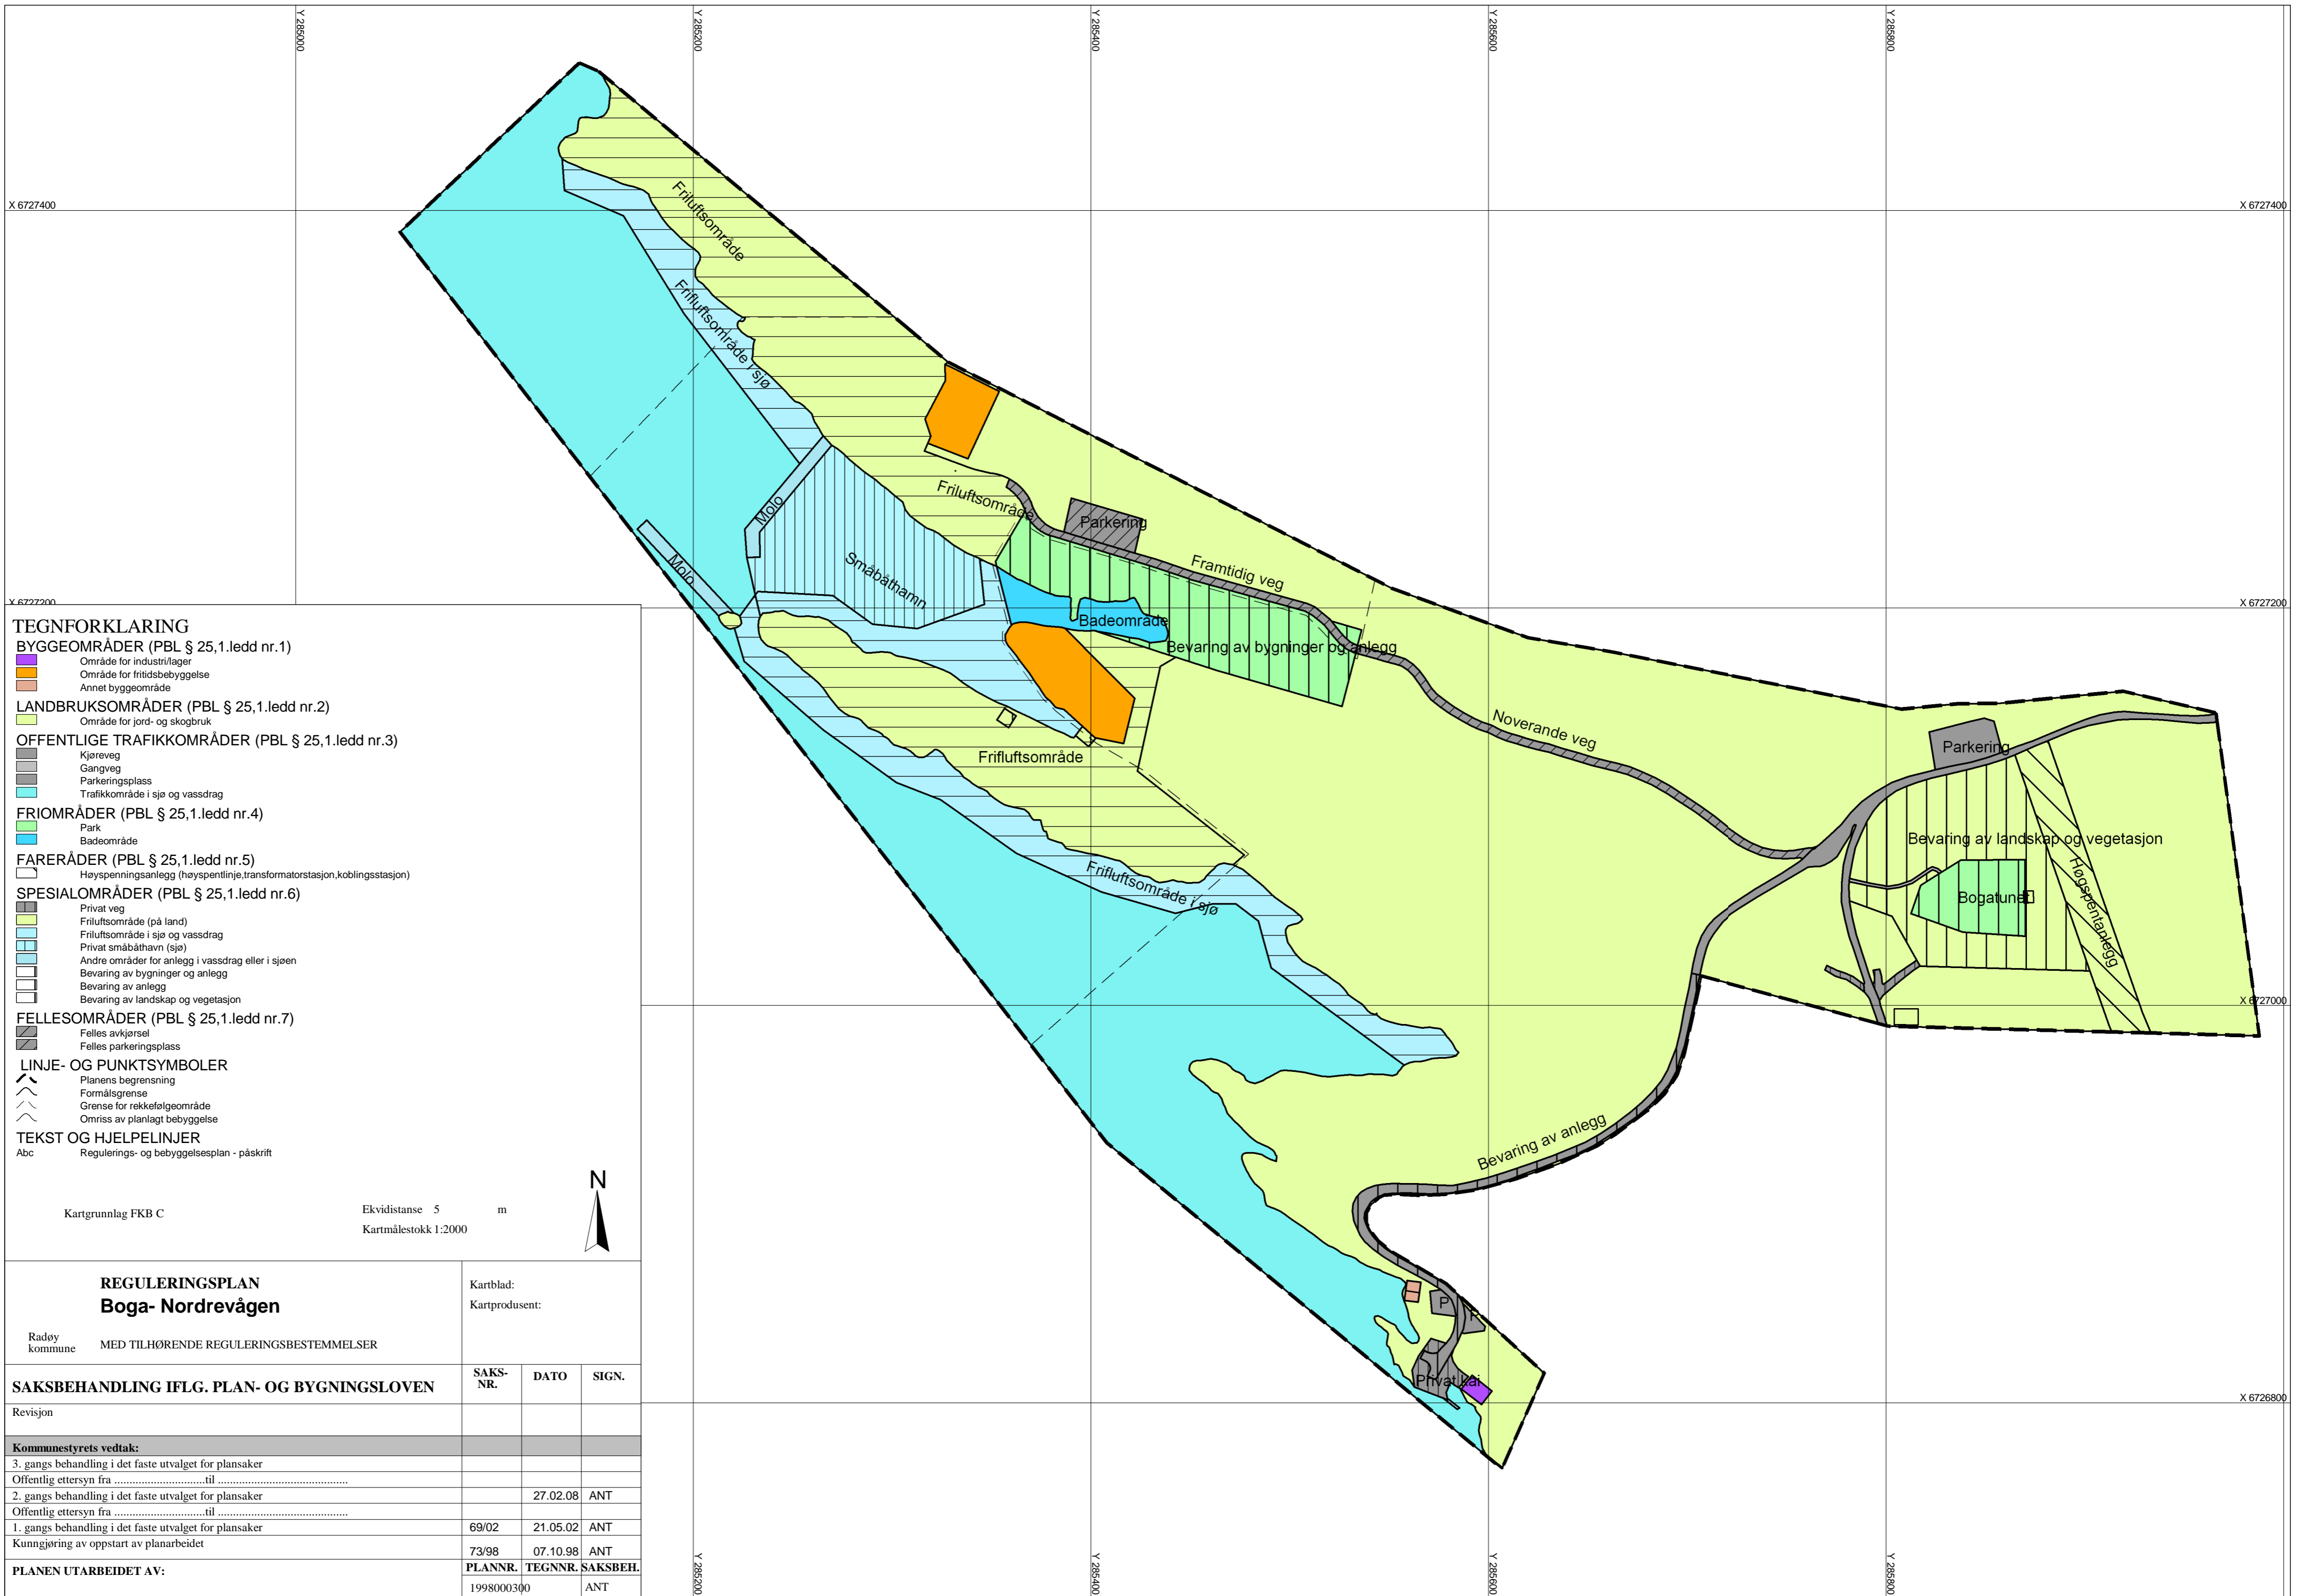 Y 285000
Y 285200
Y 285400
Y 285600
Y 285800
X 6727400
X 6727400
Friluftsområde
Frifluftsområde i sjø
Molo
Molo
Småbåthamn
Friluftsområde
Parkering
Framtidig veg
Badeområde
Bevaring av bygninger og anlegg
Noverande veg
Frifluftsområde
Frifluftsområde i sjø
Parkering
Bevaring av landskap og vegetasjon
Bogatunet
Høgspentanlegg
X 6727200
X 6727200
X 6727000
Bevaring av anlegg
P
P
Privat kai
X 6726800
Y 285200
Y 285400
Y 285600
Y 285800
TEGNFORKLARING
BYGGEOMRÅDER (PBL § 25,1.ledd nr.1)
Område for industri/lager
Område for fritidsbebyggelse
Annet byggeområde
LANDBRUKSOMRÅDER (PBL § 25,1.ledd nr.2)
Område for jord- og skogbruk
OFFENTLIGE TRAFIKKOMRÅDER (PBL § 25,1.ledd nr.3)
Kjøreveg
Gangveg
Parkeringsplass
Trafikkområde i sjø og vassdrag
FRIOMRÅDER (PBL § 25,1.ledd nr.4)
Park
Badeområde
FARERÅDER (PBL § 25,1.ledd nr.5)
Høyspenningsanlegg (høyspentlinje,transformatorstasjon,koblingsstasjon)
SPESIALOMRÅDER (PBL § 25,1.ledd nr.6)
Privat veg
Friluftsområde (på land)
Friluftsområde i sjø og vassdrag
Privat småbåthavn (sjø)
Andre områder for anlegg i vassdrag eller i sjøen
Bevaring av bygninger og anlegg
Bevaring av anlegg
Bevaring av landskap og vegetasjon
FELLESOMRÅDER (PBL § 25,1.ledd nr.7)
Felles avkjørsel
Felles parkeringsplass
LINJE- OG PUNKTSYMBOLER
Planens begrensning
Formålsgrense
Grense for rekkefølgeområde
Omriss av planlagt bebyggelse
TEKST OG HJELPELINJER
Abc Regulerings- og bebyggelsesplan - påskrift
N
Kartgrunnlag FKB C
Ekvidistanse 5 m
Kartmålestokk 1:2000
REGULERINGSPLAN
Boga- Nordrevågen
Kartblad:
Kartprodusent:
Radøy
kommune
MED TILHØRENDE REGULERINGSBESTEMMELSER
SAKSBEHANDLING IFLG. PLAN- OG BYGNINGSLOVEN SAKS-NR. DATO SIGN.
Revisjon
Kommunestyrets vedtak:
3. gangs behandling i det faste utvalget for plansaker
Offentlig ettersyn fra ..............................til ...........................................
2. gangs behandling i det faste utvalget for plansaker 27.02.08 ANT
Offentlig ettersyn fra ..............................til ...........................................
1. gangs behandling i det faste utvalget for plansaker 69/02 21.05.02 ANT
Kunngjøring av oppstart av planarbeidet 73/98 07.10.98 ANT
PLANEN UTARBEIDET AV: PLANNR. TEGNNR. SAKSBEH.
1998000300 ANT